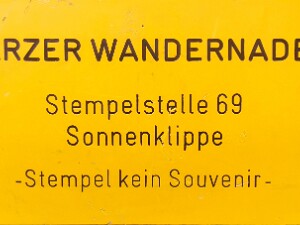 ARZER WANDERNADE
Stempelstelle 69
Sonnenklippe
-Stempel kein Souvenir-